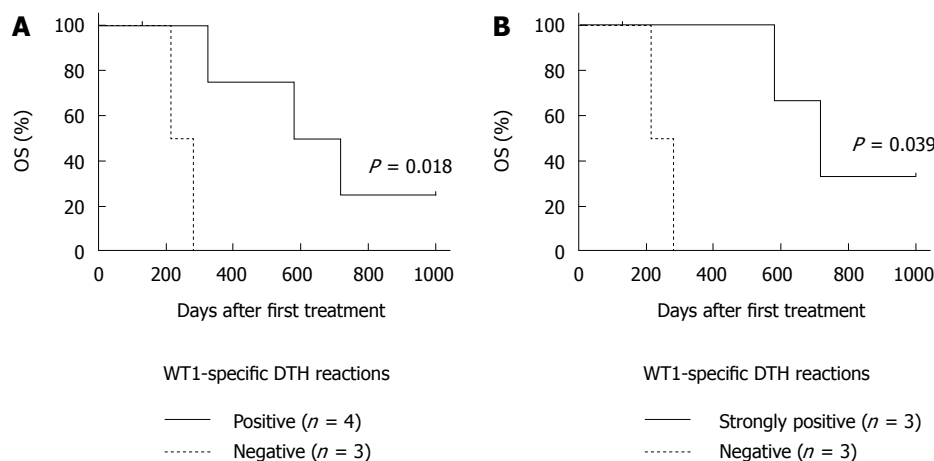 A
100
80
60
40
20
0
OS (%)
P = 0.018
0 200 400 600 800 1000
Days after first treatment
WT1-specific DTH reactions
Positive (n = 4)
Negative (n = 3)
B
100
80
60
40
20
0
OS (%)
P = 0.039
0 200 400 600 800 1000
Days after first treatment
WT1-specific DTH reactions
Strongly positive (n = 3)
Negative (n = 3)